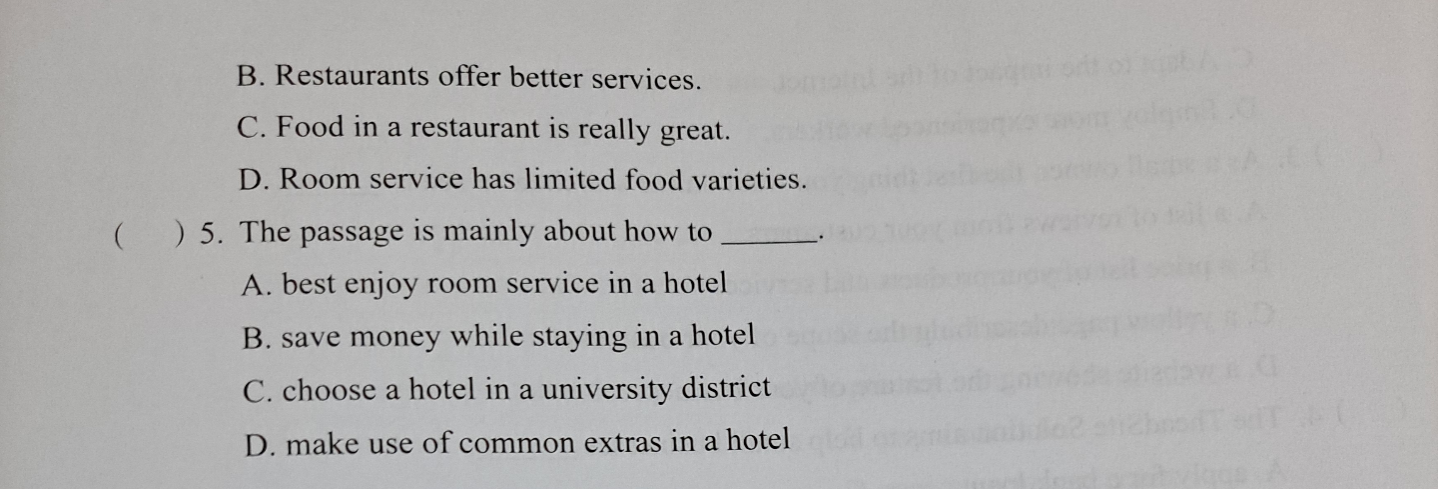 B. Restaurants offer better services.
C. Food in a restaurant is really great.
D. Room service has limited food varieties.
( ) 5. The passage is mainly about how to ______.
A. best enjoy room service in a hotel
B. save money while staying in a hotel
C. choose a hotel in a university district
D. make use of common extras in a hotel